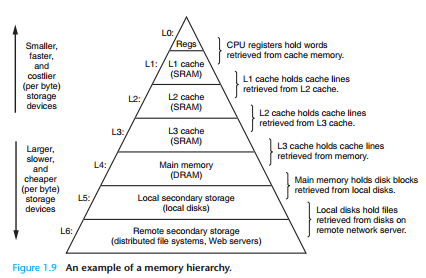 Smaller,
faster,
and
costlier
(per byte)
storage
devices
Larger,
slower,
and
cheaper
(per byte)
storage
devices
L0:
Regs
L1:
L1 cache
(SRAM)
L2:
L2 cache
(SRAM)
L3:
L3 cache
(SRAM)
L4:
Main memory
(DRAM)
L5:
Local secondary storage
(local disks)
L6:
Remote secondary storage
(distributed file systems, Web servers)
CPU registers hold words
retrieved from cache memory.
L1 cache holds cache lines
retrieved from L2 cache.
L2 cache holds cache lines
retrieved from L3 cache.
L3 cache holds cache lines
retrieved from memory.
Main memory holds disk blocks
retrieved from local disks.
Local disks hold files
retrieved from disks on
remote network server.
Figure 1.9 An example of a memory hierarchy.